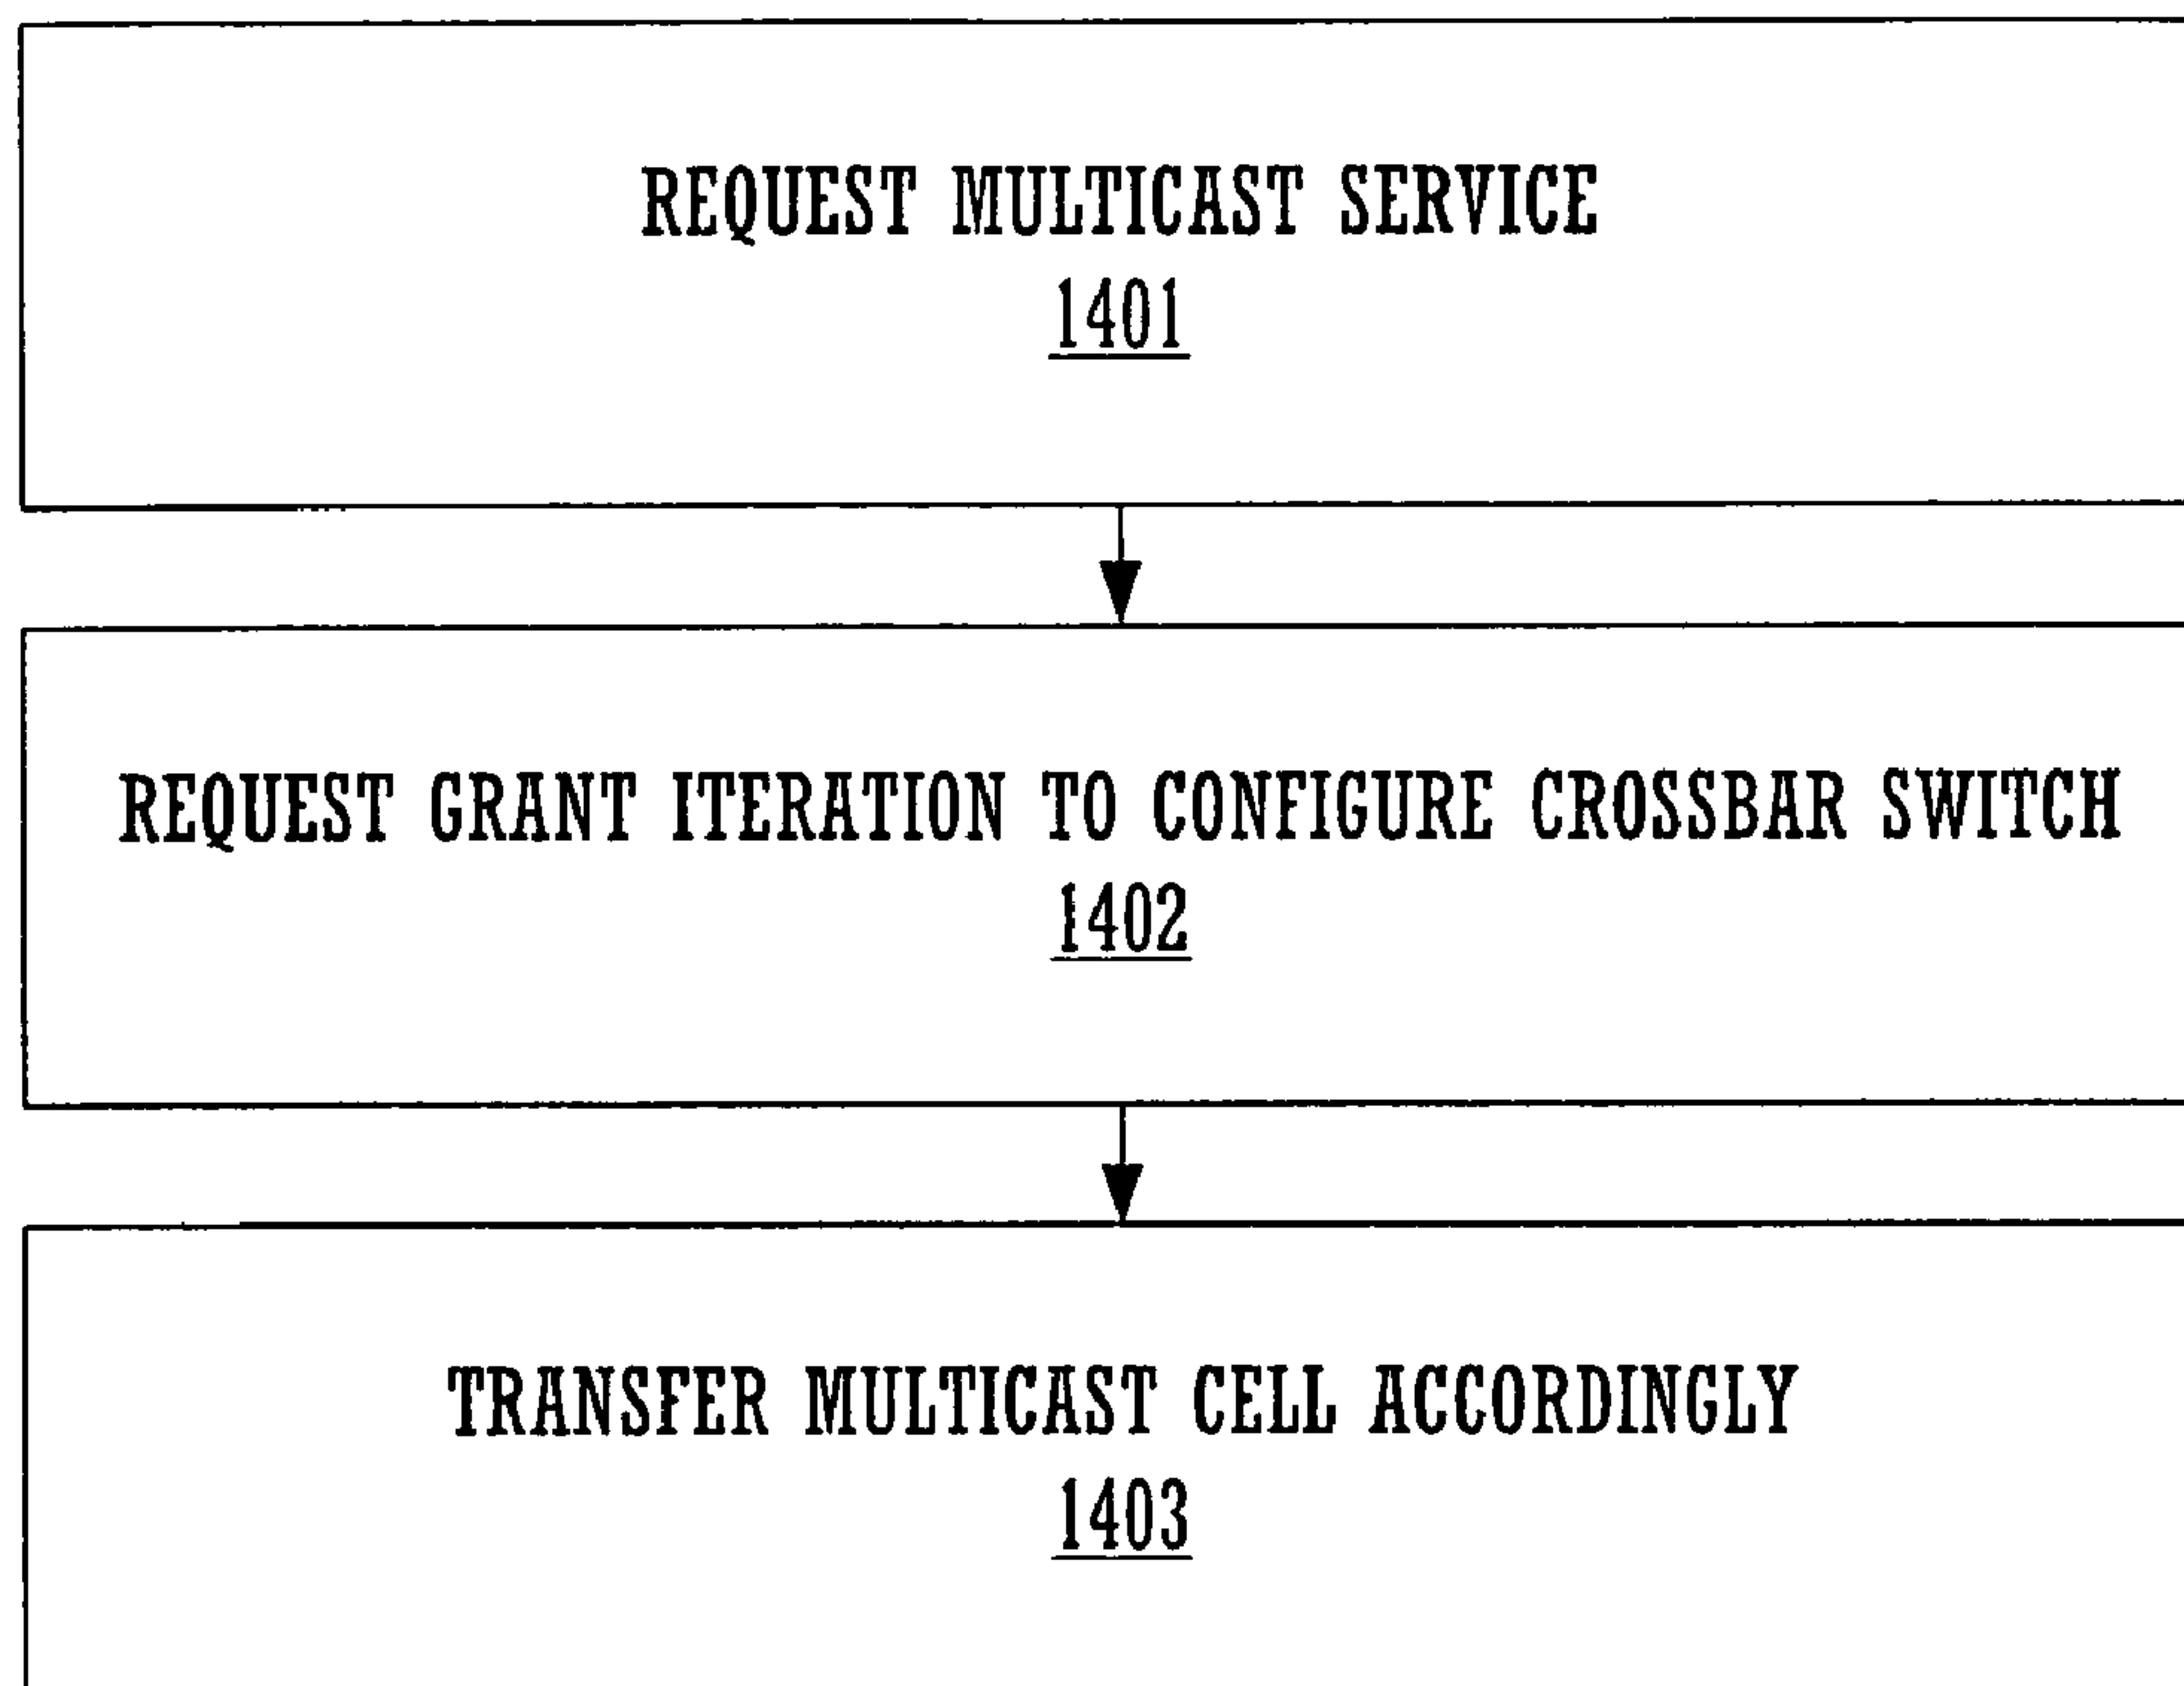 REQUEST MULTICAST SERVICE
1401
REQUEST GRANT ITERATION TO CONFIGURE CROSSBAR SWITCH
1402
TRANSFER MULTICAST CELL ACCORDINGLY
1403